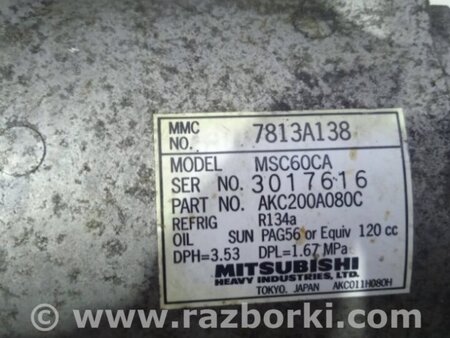 MMC NO. 7813A138
MODEL MSC60CA
SER NO. 3017616
PART NO. AKC200A080C
REFRIG R134a
OIL SUN PAG56 or Equiv 120 cc
DPH=3.53 DPL=1.67 MPa
MITSUBISHI
HEAVY INDUSTRIES, LTD.
TOKYO, JAPAN AKC011H080H
www.razborki.com